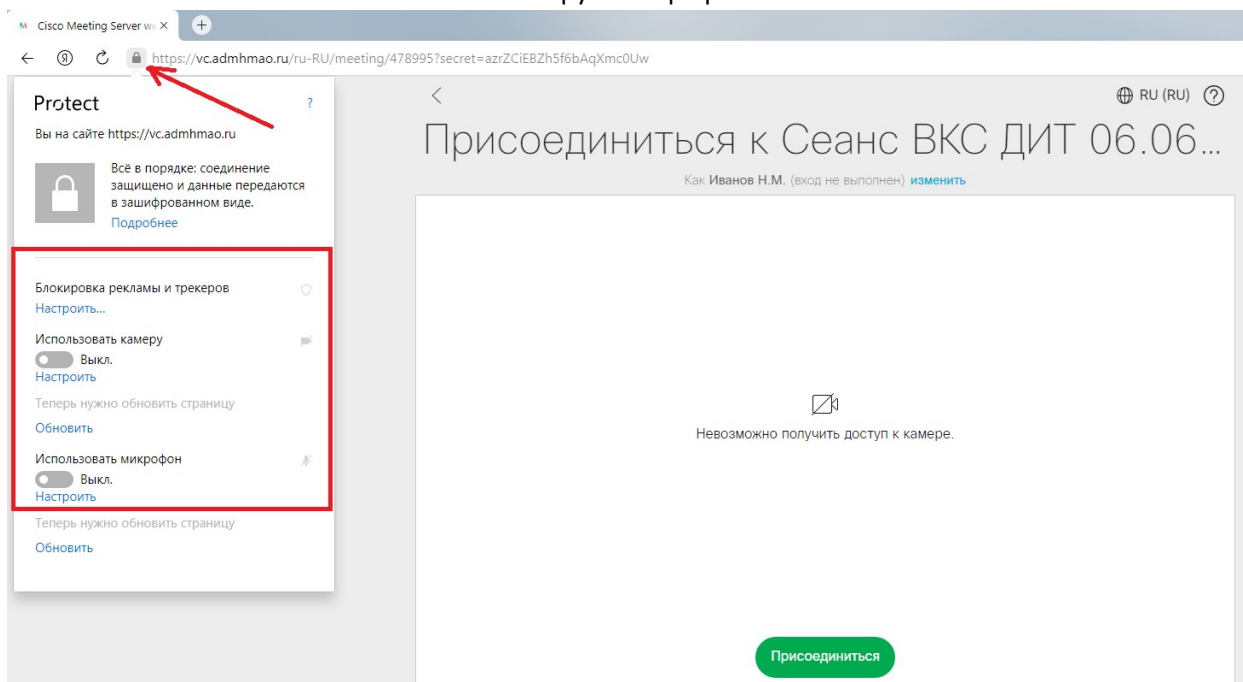 Cisco Meeting Server we
https://vc.admhmao.ru/ru-RU/meeting/478995?secret=azrZCiEBZh5f6bAqXmc0Uw
Protect
?
Вы на сайте https://vc.admhmao.ru
Всё в порядке: соединение
защищено и данные передаются
в зашифрованном виде.
Подробнее
Блокировка рекламы и трекеров
Настроить...
Использовать камеру
Выкл.
Настроить
Теперь нужно обновить страницу
Обновить
Использовать микрофон
Выкл.
Настроить
Теперь нужно обновить страницу
Обновить
RU (RU) ?
Присоединиться к Сеанс ВКС ДИТ 06.06...
Как Иванов Н.М. (вход не выполнен) изменить
Невозможно получить доступ к камере.
Присоединиться